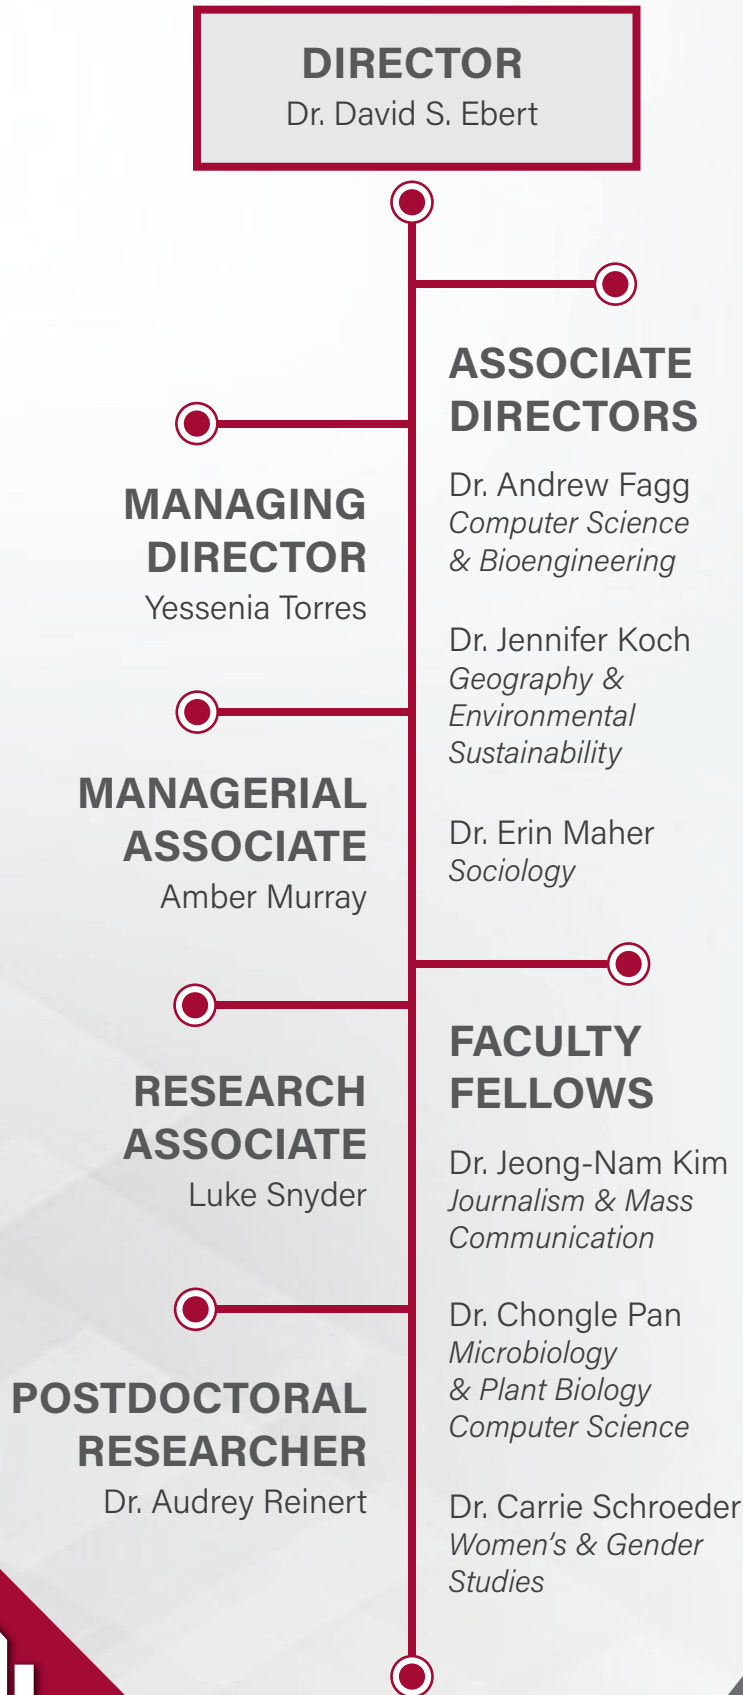 DIRECTOR
Dr. David S. Ebert
ASSOCIATE
DIRECTORS
Dr. Andrew Fagg
Computer Science
& Bioengineering
Dr. Jennifer Koch
Geography &
Environmental
Sustainability
Dr. Erin Maher
Sociology
MANAGING
DIRECTOR
Yessenia Torres
MANAGERIAL
ASSOCIATE
Amber Murray
RESEARCH
ASSOCIATE
Luke Snyder
POSTDOCTORAL
RESEARCHER
Dr. Audrey Reinert
FACULTY
FELLOWS
Dr. Jeong-Nam Kim
Journalism & Mass
Communication
Dr. Chongle Pan
Microbiology
& Plant Biology
Computer Science
Dr. Carrie Schroeder
Women's & Gender
Studies